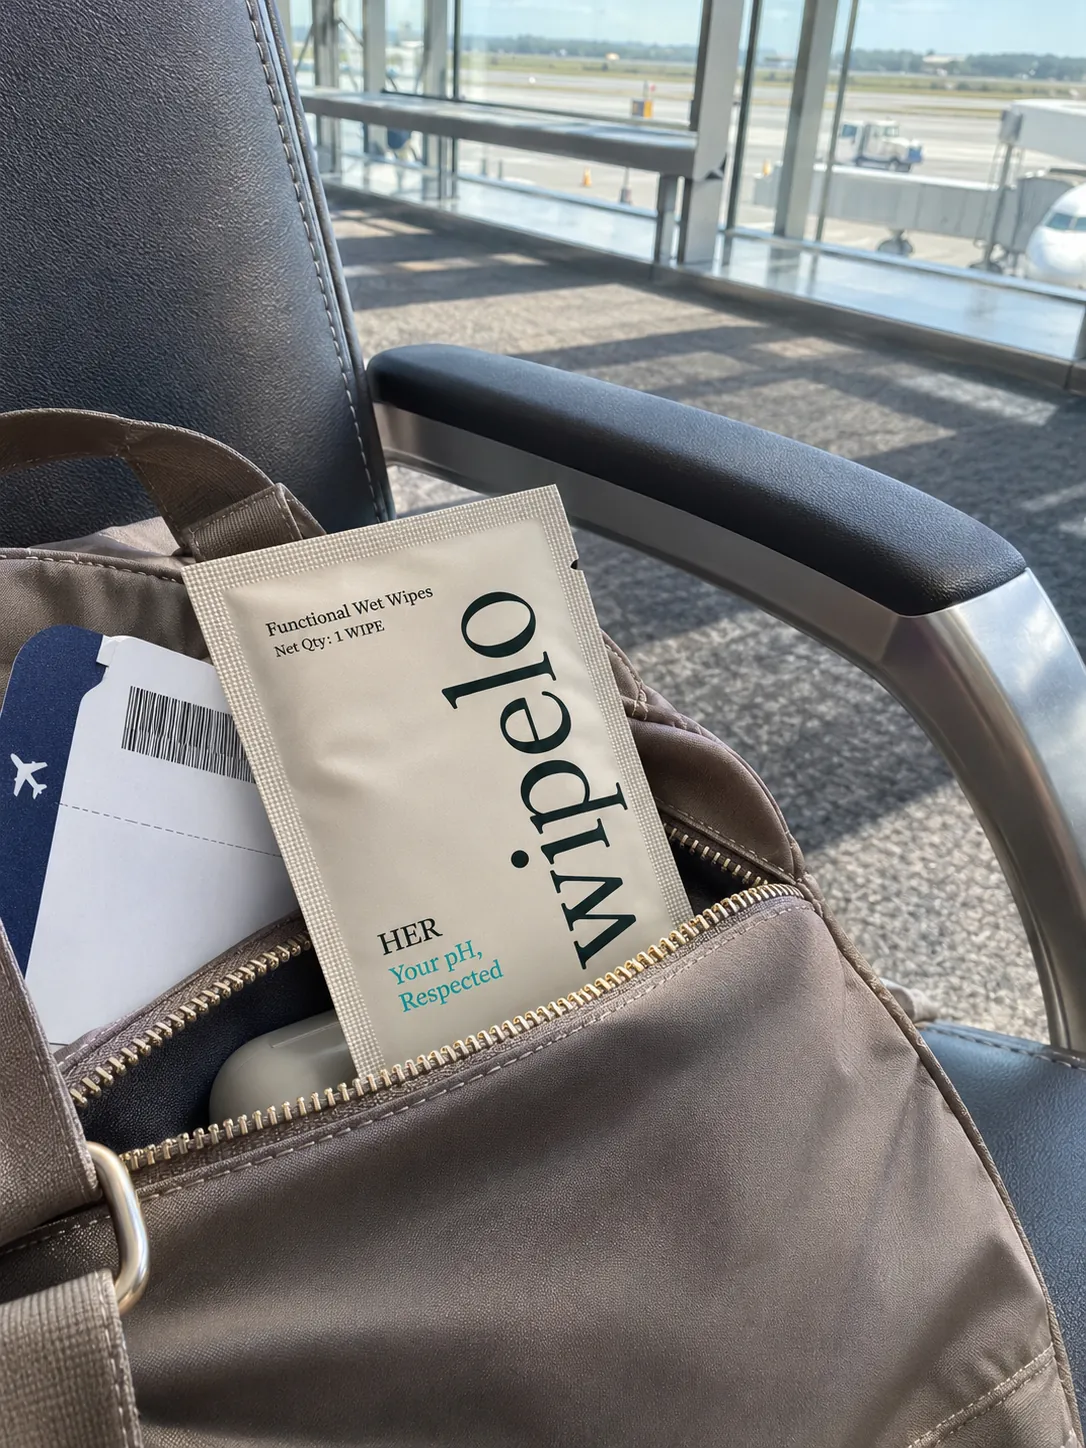 Functional Wet Wipes
Net Qty: 1 WIPE
wipelo
HER
Your pH,
Respected